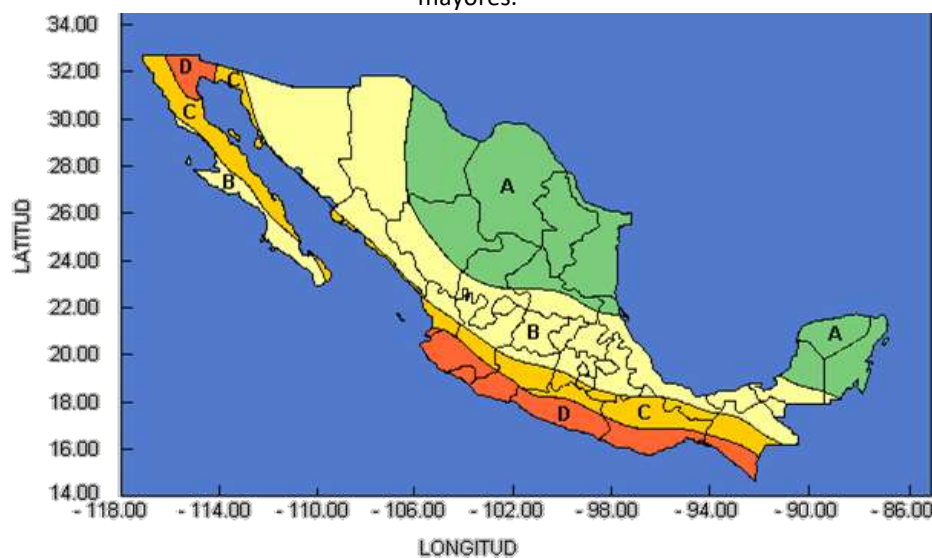 mayores.
34.00
32.00
30.00
28.00
26.00
24.00
22.00
20.00
18.00
16.00
14.00
LATITUD
D
C
C
B
A
A
B
C
D
- 118.00 - 114.00 - 110.00 - 106.00 - 102.00 - 98.00 - 94.00 - 90.00 - 86.00
LONGITUD